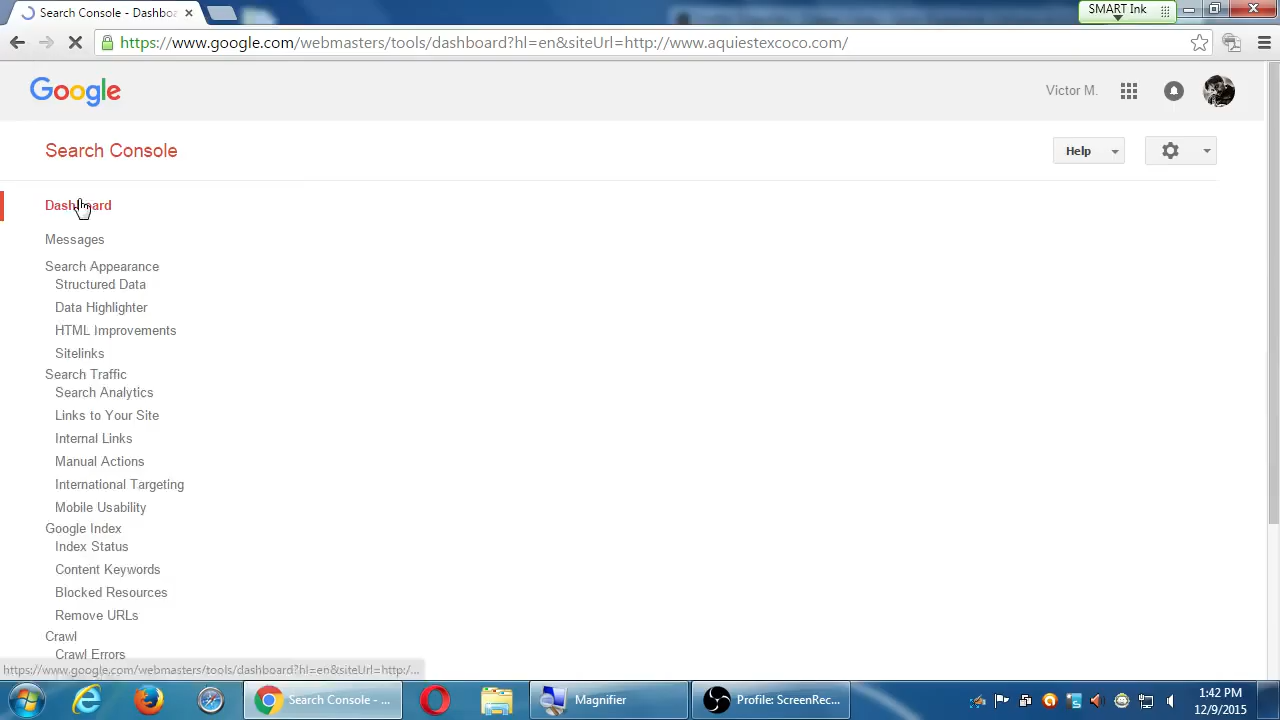 Search Console - Dashbo
SMART Ink
https://www.google.com/webmasters/tools/dashboard?hl=en&siteUrl=http://www.aquiestexcoco.com/
Google
Victor M.
Search Console
Help
Dashboard
Messages
Search Appearance
Structured Data
Data Highlighter
HTML Improvements
Sitelinks
Search Traffic
Search Analytics
Links to Your Site
Internal Links
Manual Actions
International Targeting
Mobile Usability
Google Index
Index Status
Content Keywords
Blocked Resources
Remove URLs
Crawl
Crawl Errors
https://www.google.com/webmasters/tools/dashboard?hl=en&siteUrl=http:/...
Search Console - ...
Magnifier
Profile: ScreenRec...
1:42 PM
12/9/2015